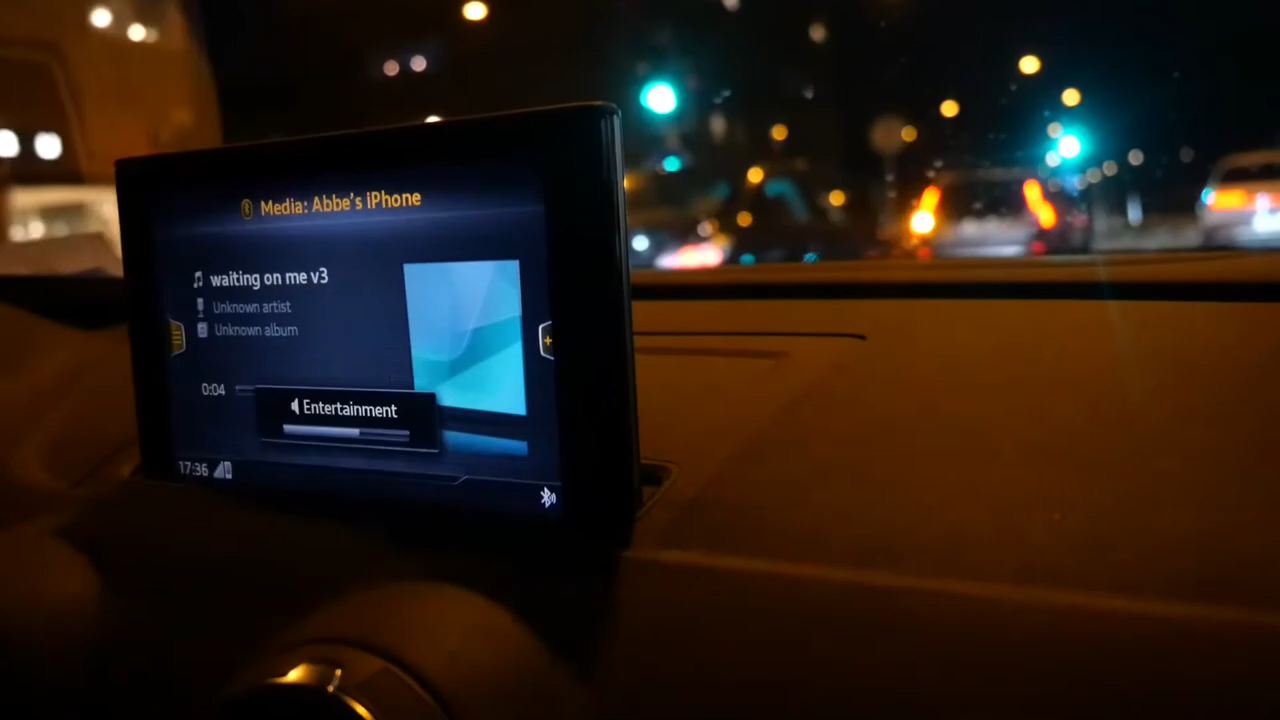 Media: Abbe's iPhone
waiting on me v3
Unknown artist
Unknown album
0:04
Entertainment
17:36